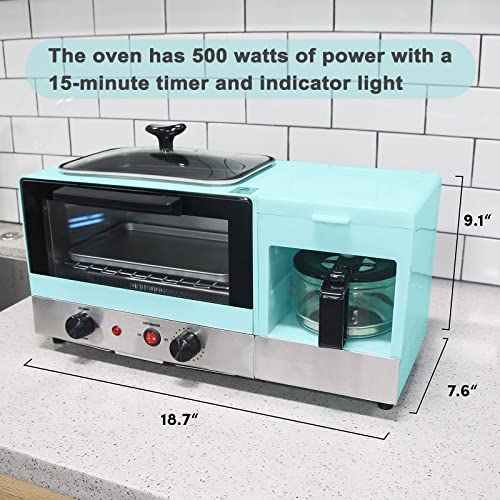 The oven has 500 watts of power with a
15-minute timer and indicator light
9.1“
7.6“
18.7“